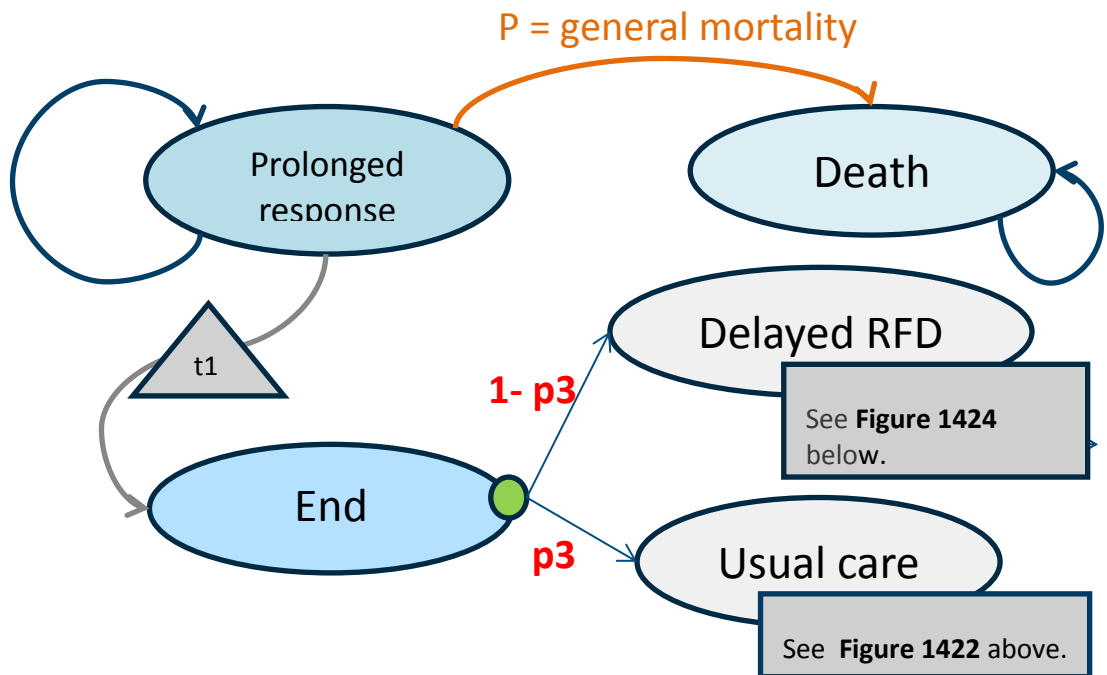 P = general mortality
Prolonged
response
Death
t1
Delayed RFD
1- p3
See Figure 1424
below.
End
p3
Usual care
See Figure 1422 above.